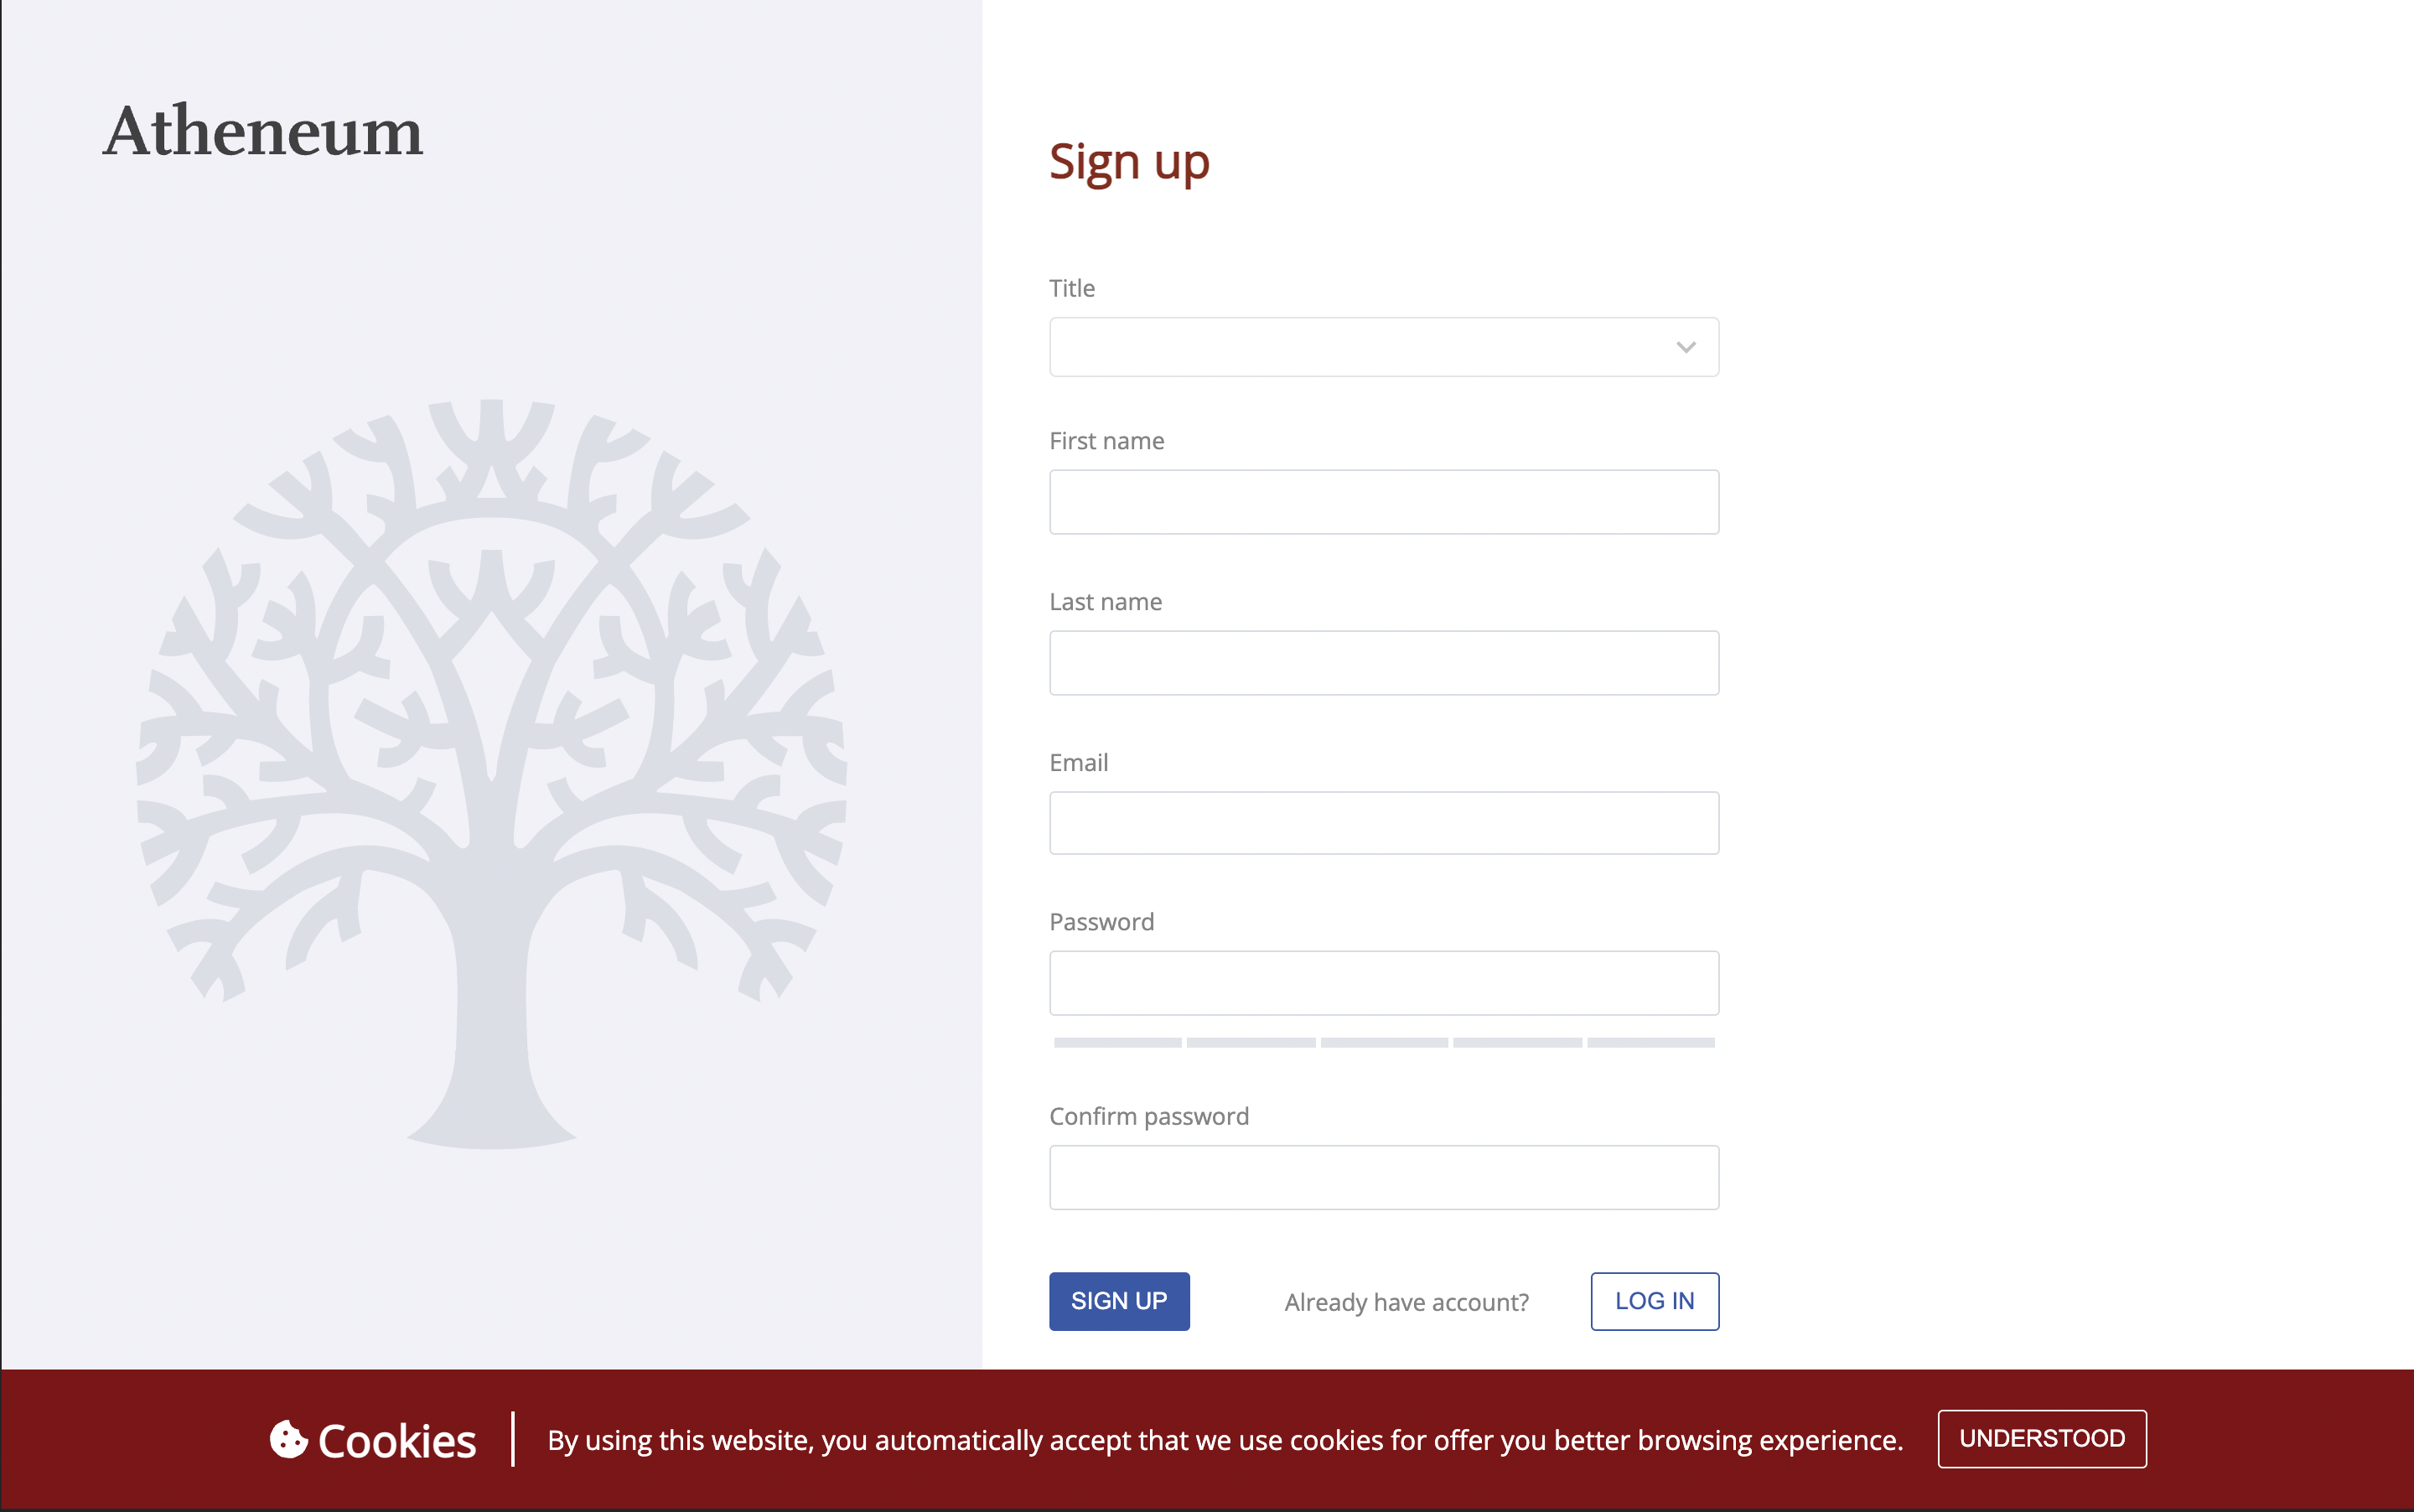 Atheneum
Sign up
Title
First name
Last name
Email
Password
Confirm password
SIGN UP
Already have account?
LOG IN
Cookies
By using this website, you automatically accept that we use cookies for offer you better browsing experience.
UNDERSTOOD